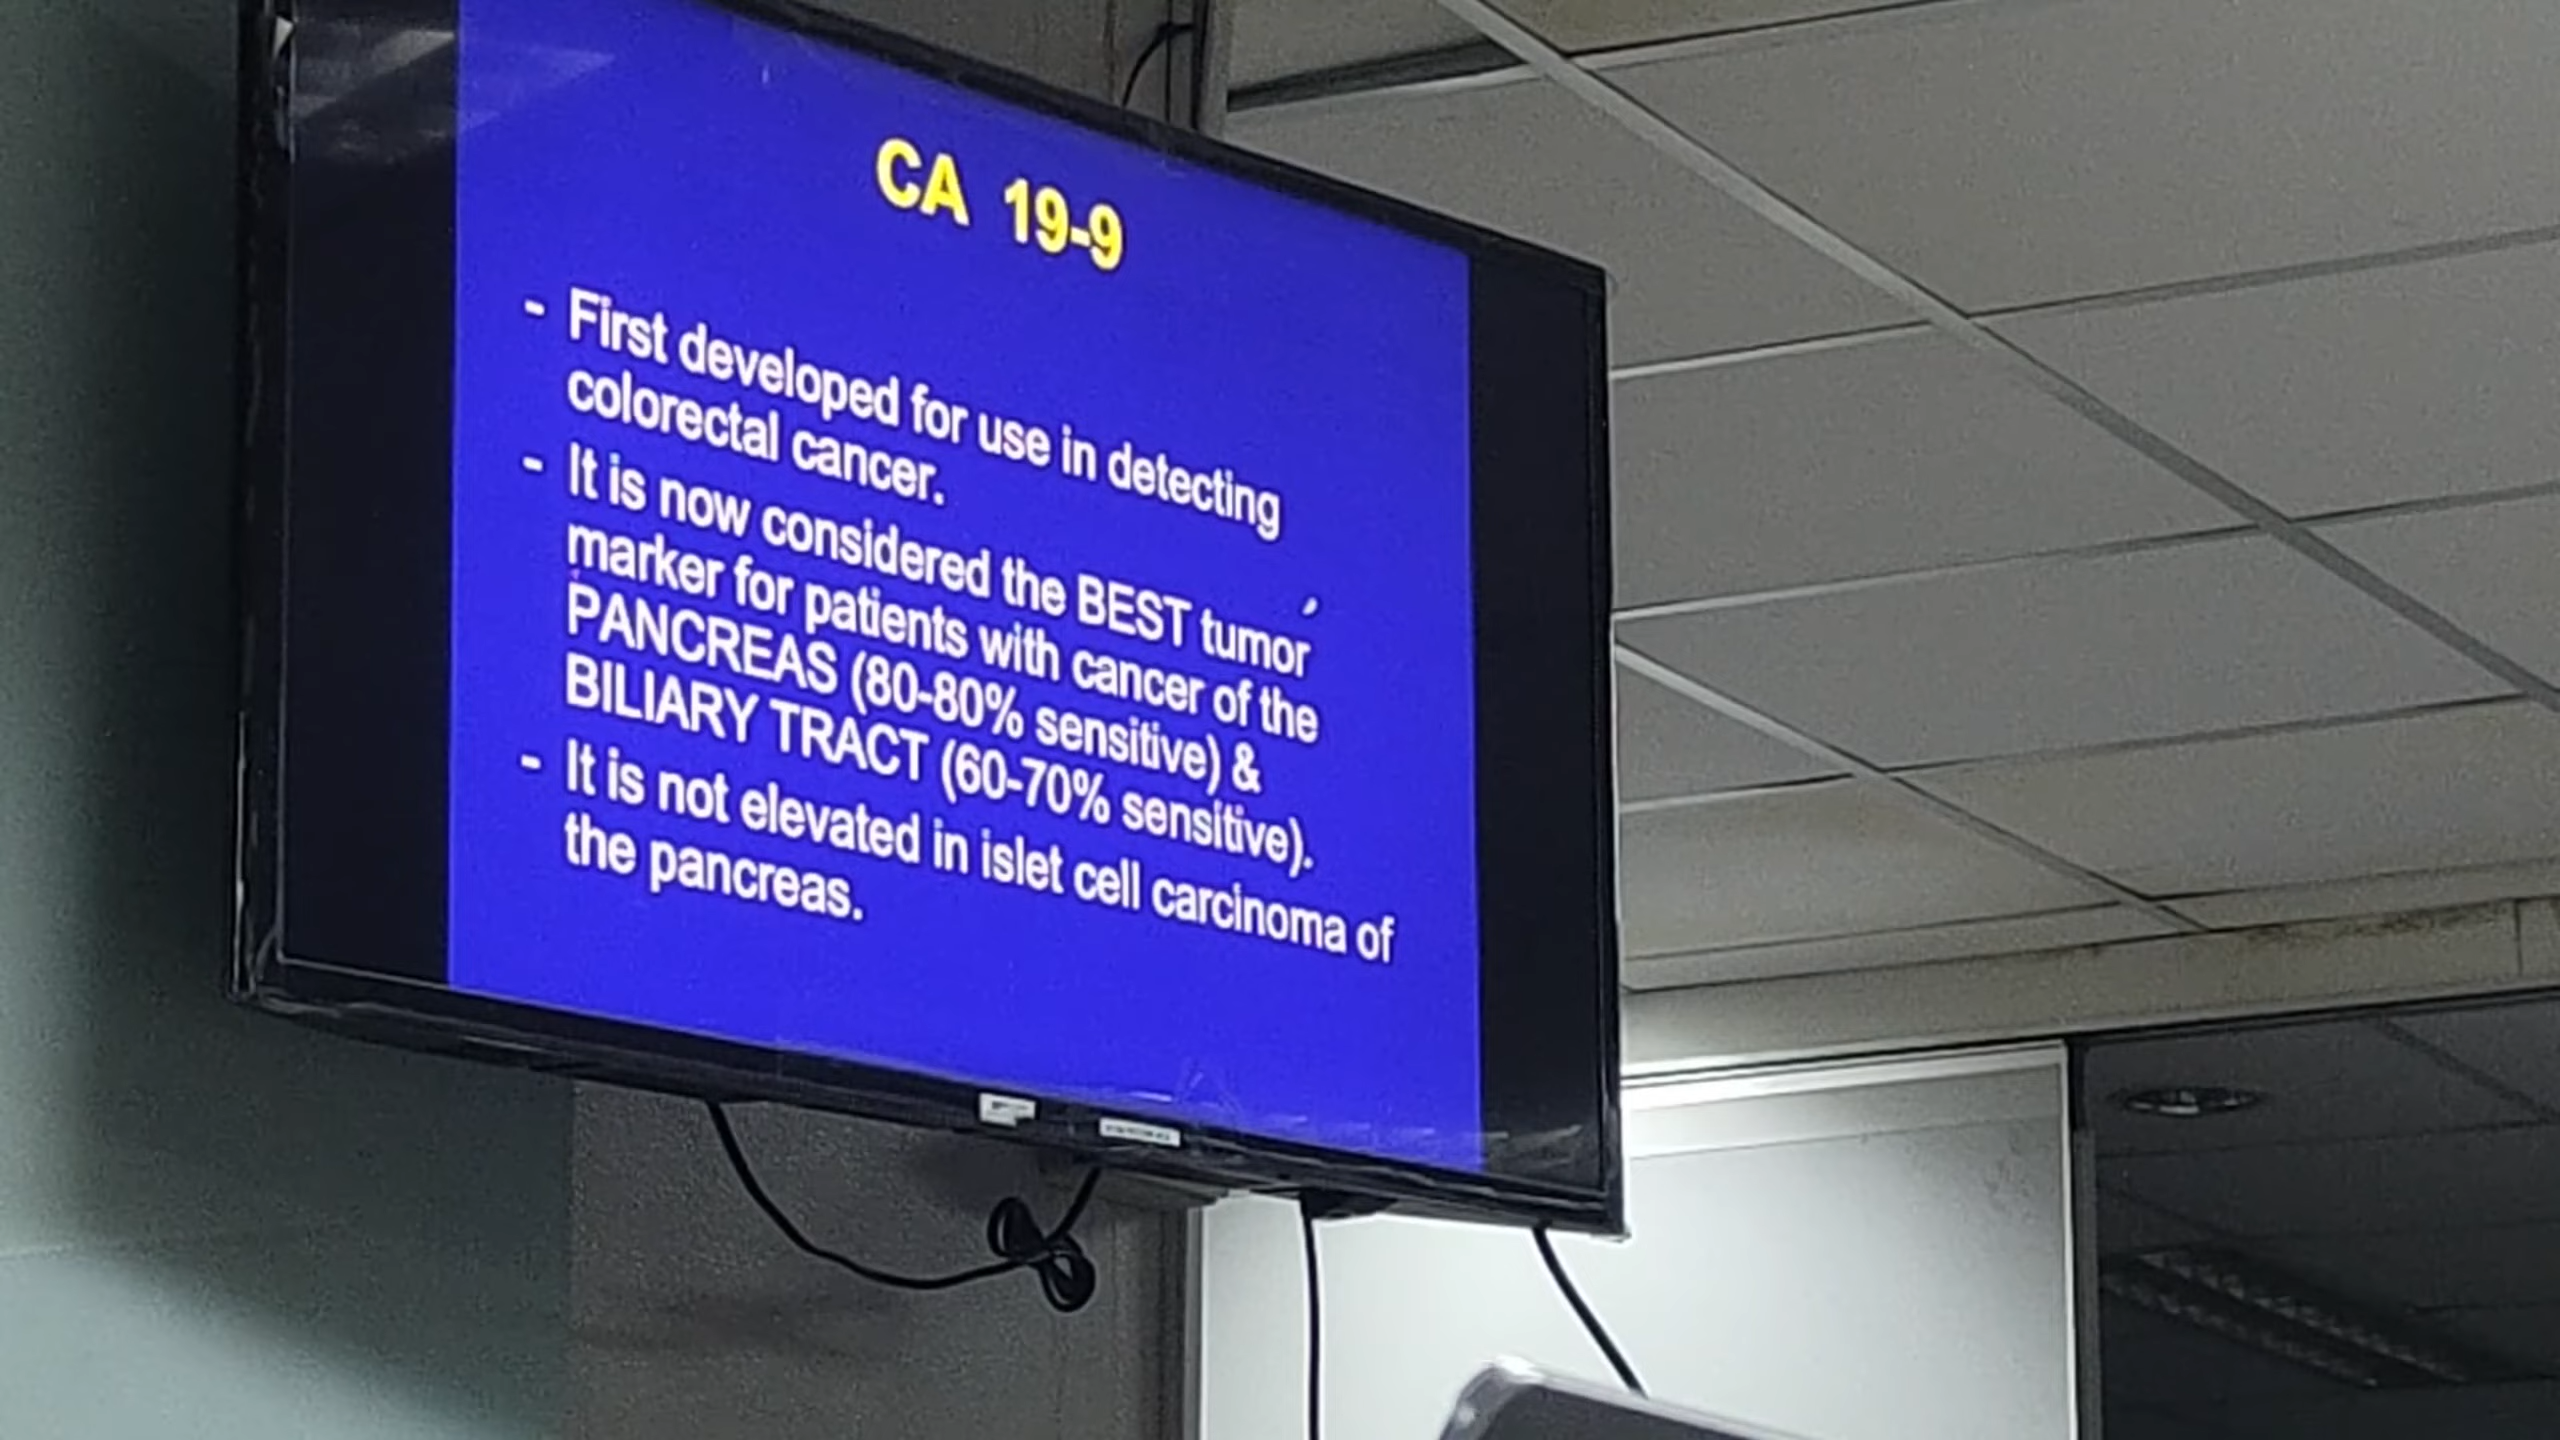 CA 19-9
- First developed for use in detecting
colorectal cancer.
- It is now considered the BEST tumor
marker for patients with cancer of the
PANCREAS (80-80% sensitive) &
BILIARY TRACT (60-70% sensitive).
- It is not elevated in islet cell carcinoma of
the pancreas.